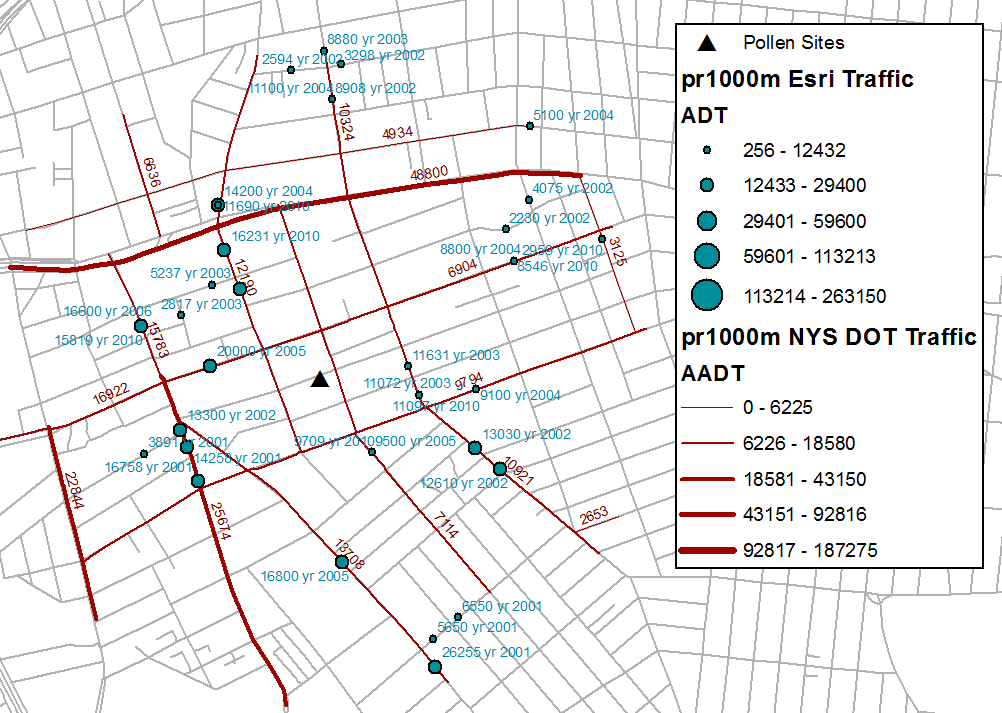 8880 yr 2003
3298 yr 2002
2594 yr 2002
11100 yr 2004
8908 yr 2002
10324
5100 yr 2004
4934
6636
48800
14200 yr 2004
11690 yr 2010
4075 yr 2002
2230 yr 2002
16231 yr 2010
8800 yr 2004
2959 yr 2010
8546 yr 2010
3125
6904
12190
5237 yr 2003
2817 yr 2003
16600 yr 2006
15819 yr 2010
15783
20000 yr 2005
11631 yr 2003
11072 yr 2003
9794
9100 yr 2004
11097 yr 2010
16922
13300 yr 2002
3891 yr 2001
14258 yr 2001
16758 yr 2001
9709 yr 2010
9500 yr 2005
13030 yr 2002
12610 yr 2002
10921
2653
22844
25674
7114
13708
16800 yr 2005
6550 yr 2001
5650 yr 2001
26255 yr 2001
Pollen Sites
pr1000m Esri Traffic
ADT
256 - 12432
12433 - 29400
29401 - 59600
59601 - 113213
113214 - 263150
pr1000m NYS DOT Traffic
AADT
0 - 6225
6226 - 18580
18581 - 43150
43151 - 92816
92817 - 187275